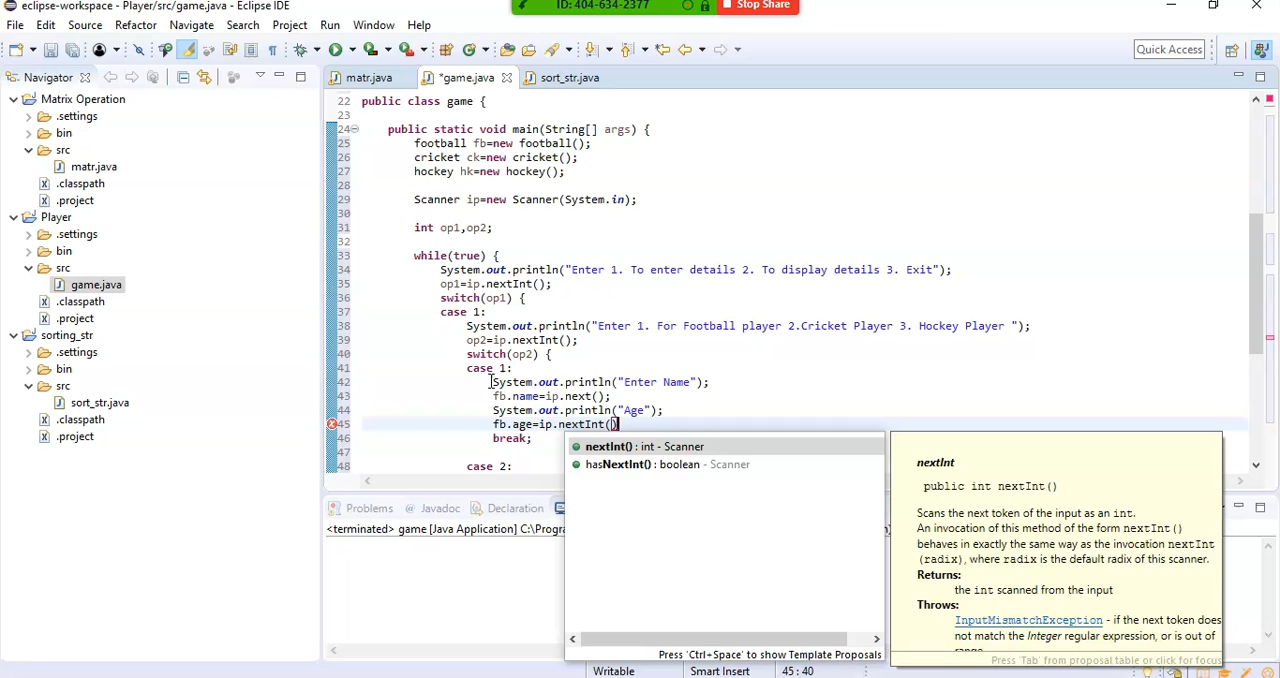 eclipse-workspace - Player/src/game.java - Eclipse IDE
ID: 404-634-2377
Stop Share
File Edit Source Refactor Navigate Search Project Run Window Help
Quick Access
Navigator
matr.java
*game.java
sort_str.java
Matrix Operation
.settings
bin
src
matr.java
.classpath
.project
Player
.settings
bin
src
game.java
.classpath
.project
sorting_str
.settings
bin
src
sort_str.java
.classpath
.project
22 public class game {
23
24 public static void main(String[] args) {
25 football fb=new football();
26 cricket ck=new cricket();
27 hockey hk=new hockey();
28
29 Scanner ip=new Scanner(System.in);
30
31 int op1,op2;
32
33 while(true) {
34 System.out.println("Enter 1. To enter details 2. To display details 3. Exit");
35 op1=ip.nextInt();
36 switch(op1) {
37 case 1:
38 System.out.println("Enter 1. For Football player 2.Cricket Player 3. Hockey Player ");
39 op2=ip.nextInt();
40 switch(op2) {
41 case 1:
42 System.out.println("Enter Name");
43 fb.name=ip.next();
44 System.out.println("Age");
45 fb.age=ip.nextInt()
46 break;
47
48 case 2:
nextInt() : int - Scanner
hasNextInt() : boolean - Scanner
Press 'Ctrl+Space' to show Template Proposals
nextInt
public int nextInt()
Scans the next token of the input as an int.
An invocation of this method of the form nextInt()
behaves in exactly the same way as the invocation nextInt
(radix), where radix is the default radix of this scanner.
Returns:
the int scanned from the input
Throws:
InputMismatchException - if the next token does
not match the Integer regular expression, or is out of
range
Press 'Tab' from proposal table or click for focus
Problems
Javadoc
Declaration
<terminated> game [Java Application] C:\Progra
Writable
Smart Insert
45 : 40